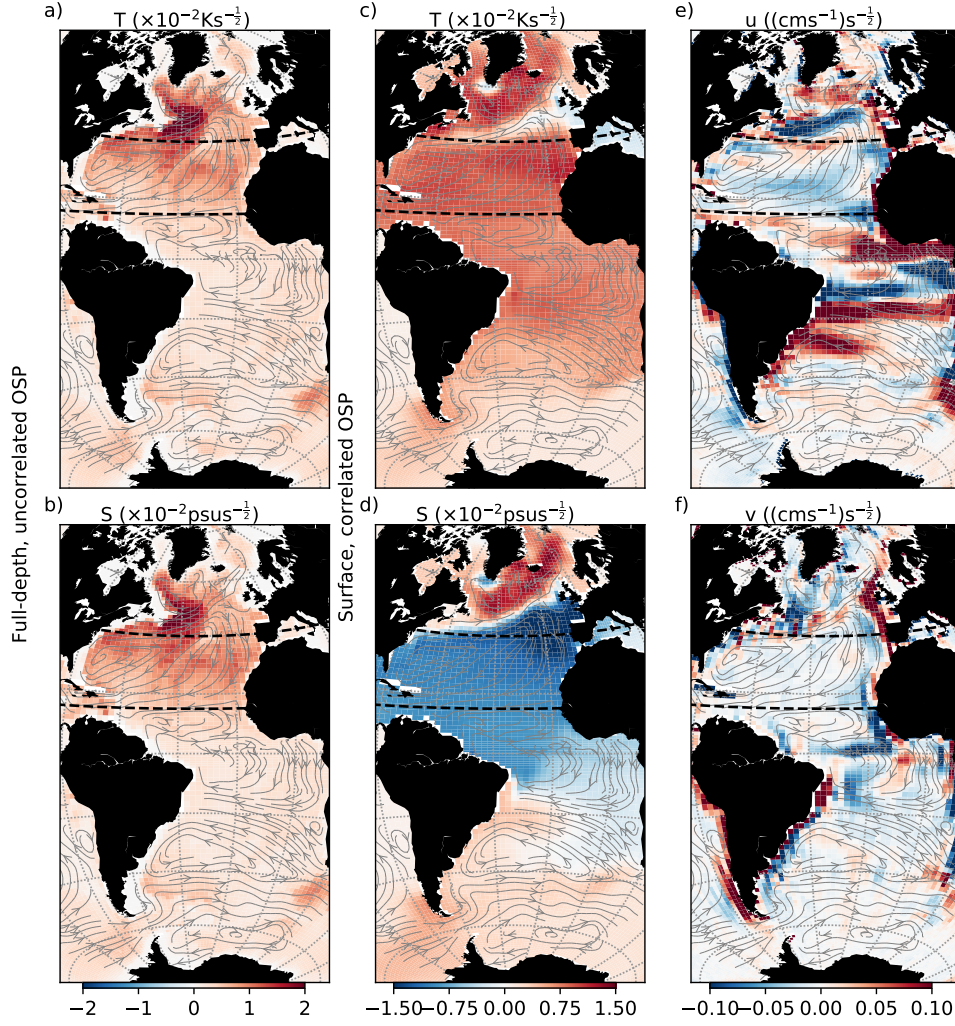 a)
T (×10⁻²Ks^{-1/2})
c)
T (×10⁻²Ks^{-1/2})
e)
u ((cms⁻¹)s^{-1/2})
Full-depth, uncorrelated OSP
Surface, correlated OSP
b)
S (×10⁻²psus^{-1/2})
d)
S (×10⁻²psus^{-1/2})
f)
v ((cms⁻¹)s^{-1/2})
−2 −1 0 1 2
−1.50 −0.75 0.00 0.75 1.50
−0.10 −0.05 0.00 0.05 0.10